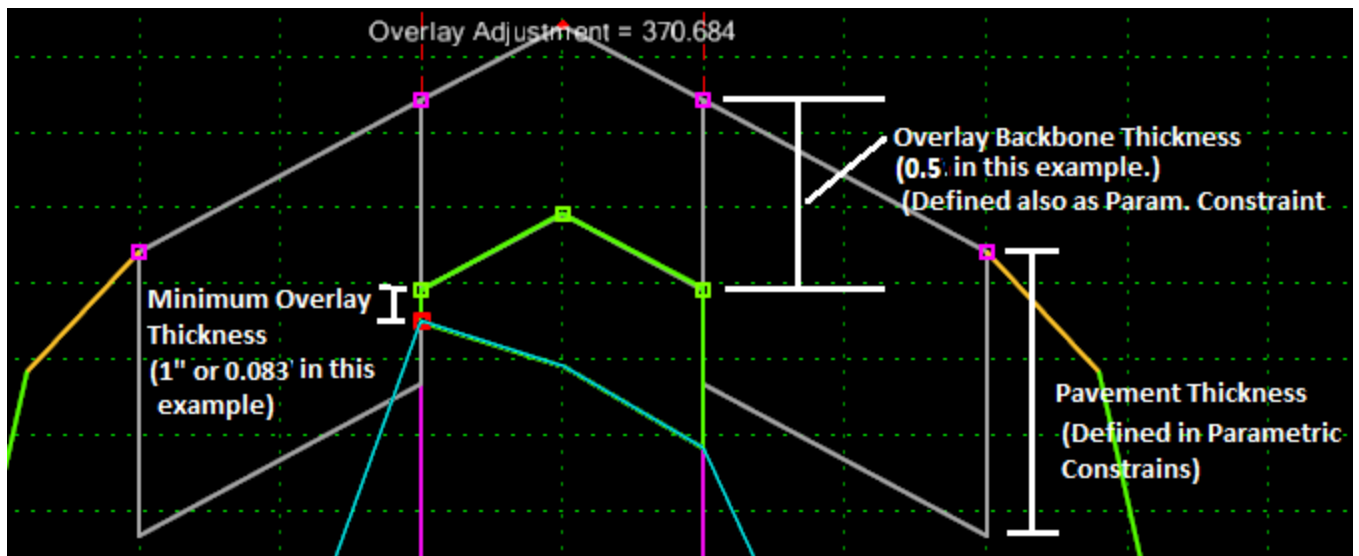 Overlay Adjustment = 370.684
Overlay Backbone Thickness
(0.5' in this example.)
(Defined also as Param. Constraint
Minimum Overlay
Thickness
(1" or 0.083' in this
example)
Pavement Thickness
(Defined in Parametric
Constrains)